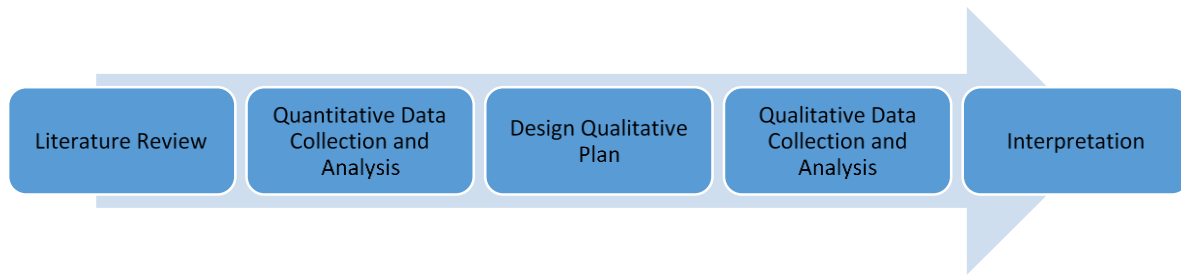 Literature Review
Quantitative Data
Collection and
Analysis
Design Qualitative
Plan
Qualitative Data
Collection and
Analysis
Interpretation